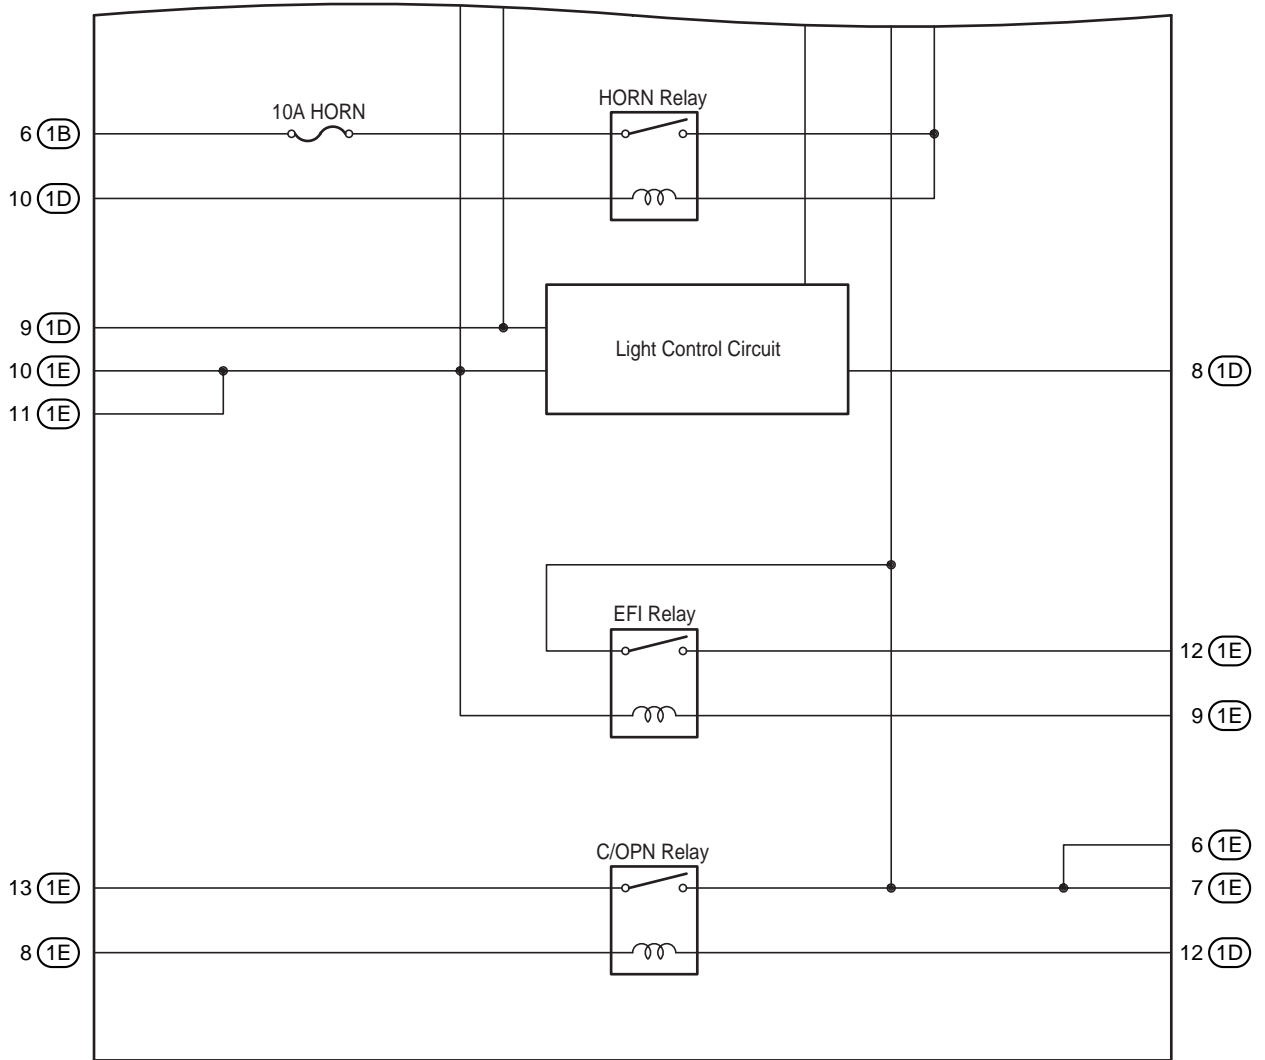 HORN Relay
10A HORN
6 1B
10 1D
9 1D
Light Control Circuit
10 1E
8 1D
11 1E
EFI Relay
12 1E
9 1E
6 1E
C/OPN Relay
13 1E
7 1E
8 1E
12 1D